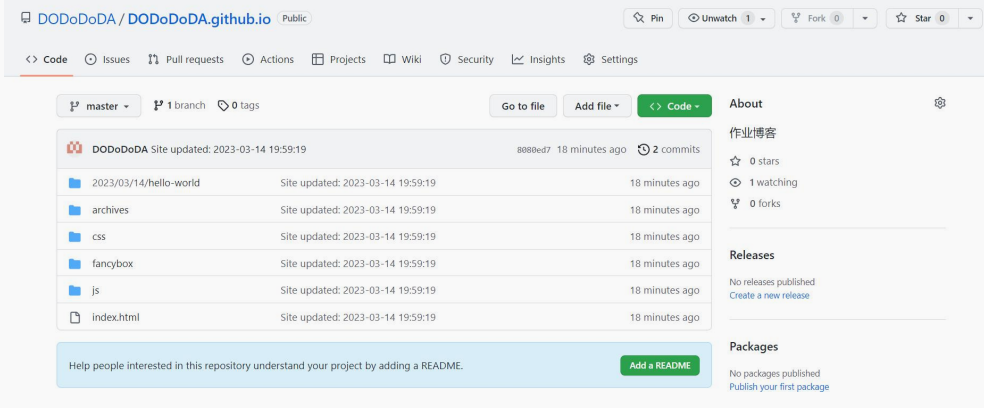 DODoDoDA / DODoDoDA.github.io Public
Pin Unwatch 1 Fork 0 Star 0
<> Code Issues Pull requests Actions Projects Wiki Security Insights Settings
master 1 branch 0 tags Go to file Add file <> Code
DODoDoDA Site updated: 2023-03-14 19:59:19 8080ed7 18 minutes ago 2 commits
2023/03/14/hello-world Site updated: 2023-03-14 19:59:19 18 minutes ago
archives Site updated: 2023-03-14 19:59:19 18 minutes ago
css Site updated: 2023-03-14 19:59:19 18 minutes ago
fancybox Site updated: 2023-03-14 19:59:19 18 minutes ago
js Site updated: 2023-03-14 19:59:19 18 minutes ago
index.html Site updated: 2023-03-14 19:59:19 18 minutes ago
Help people interested in this repository understand your project by adding a README. Add a README
About
作业博客
0 stars
1 watching
0 forks
Releases
No releases published
Create a new release
Packages
No packages published
Publish your first package